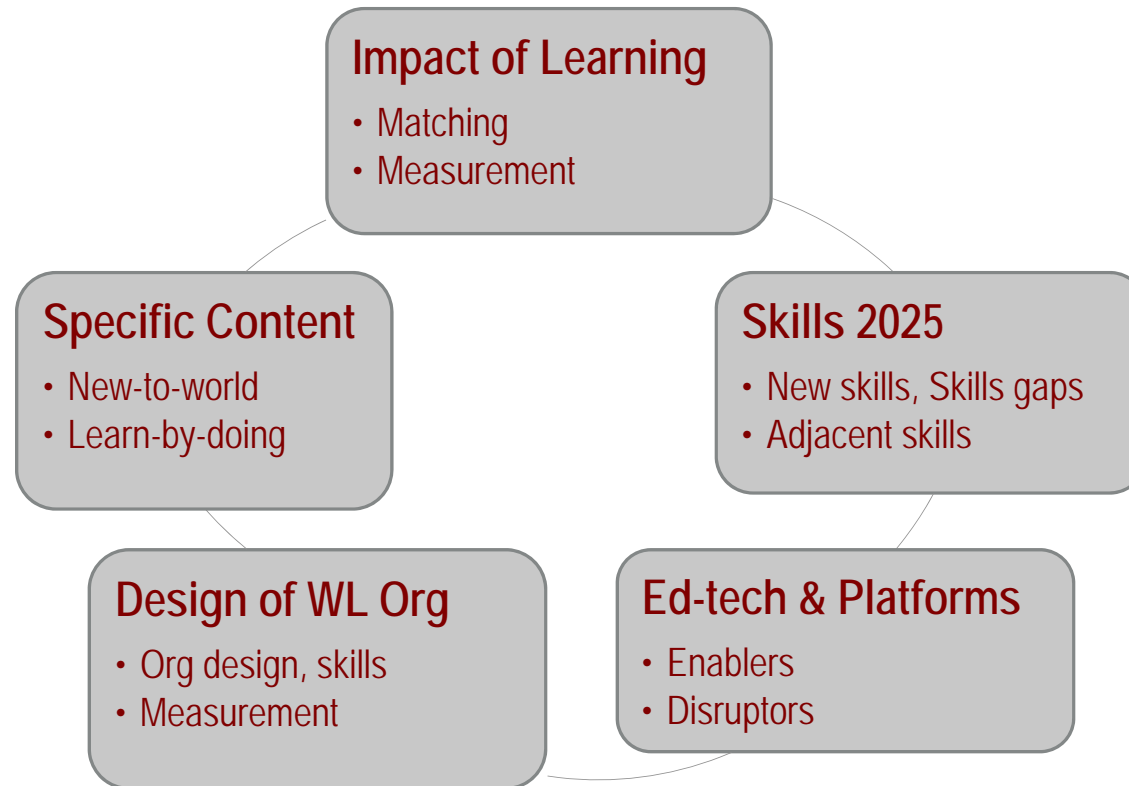 Impact of Learning
• Matching
• Measurement
Skills 2025
• New skills, Skills gaps
• Adjacent skills
Ed-tech & Platforms
• Enablers
• Disruptors
Design of WL Org
• Org design, skills
• Measurement
Specific Content
• New-to-world
• Learn-by-doing